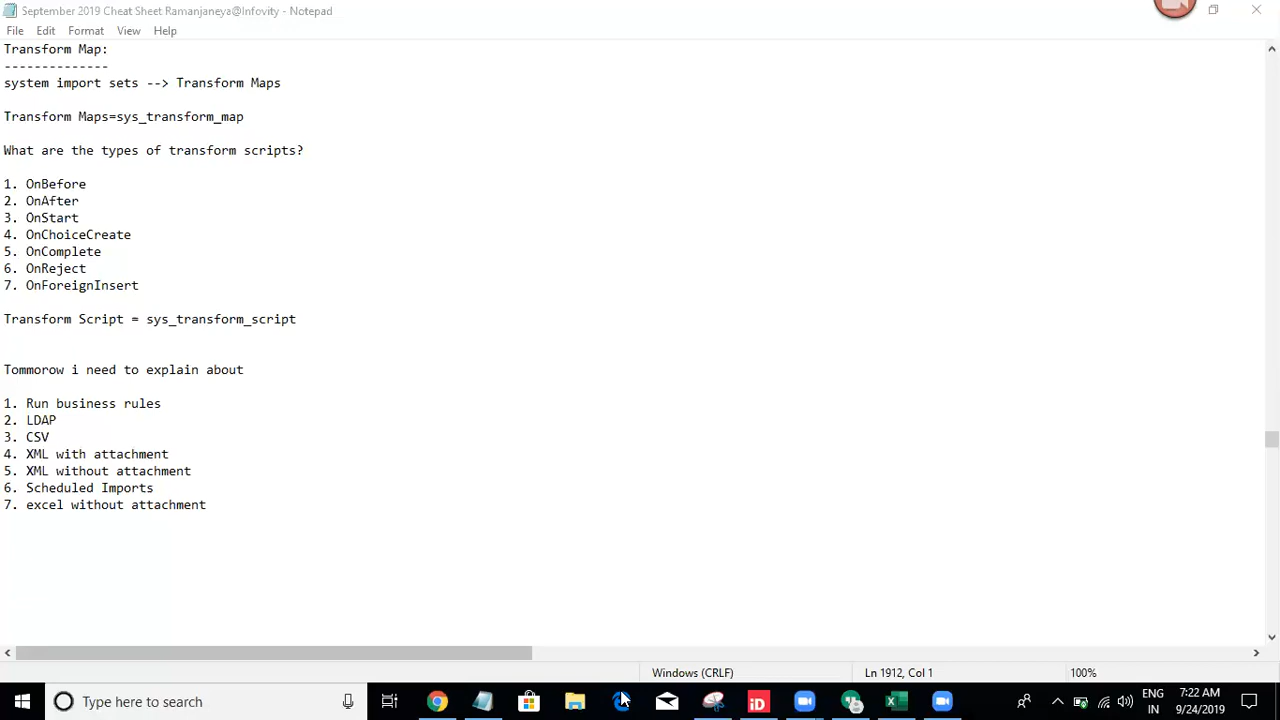 September 2019 Cheat Sheet Ramanjaneya@Infovity - Notepad
File Edit Format View Help
Transform Map:
--------------
system import sets --> Transform Maps
Transform Maps=sys_transform_map
What are the types of transform scripts?
1. OnBefore
2. OnAfter
3. OnStart
4. OnChoiceCreate
5. OnComplete
6. OnReject
7. OnForeignInsert
Transform Script = sys_transform_script
Tommorow i need to explain about
1. Run business rules
2. LDAP
3. CSV
4. XML with attachment
5. XML without attachment
6. Scheduled Imports
7. excel without attachment
Windows (CRLF) Ln 1912, Col 1 100%
Type here to search
iD
ENG
IN
7:22 AM
9/24/2019